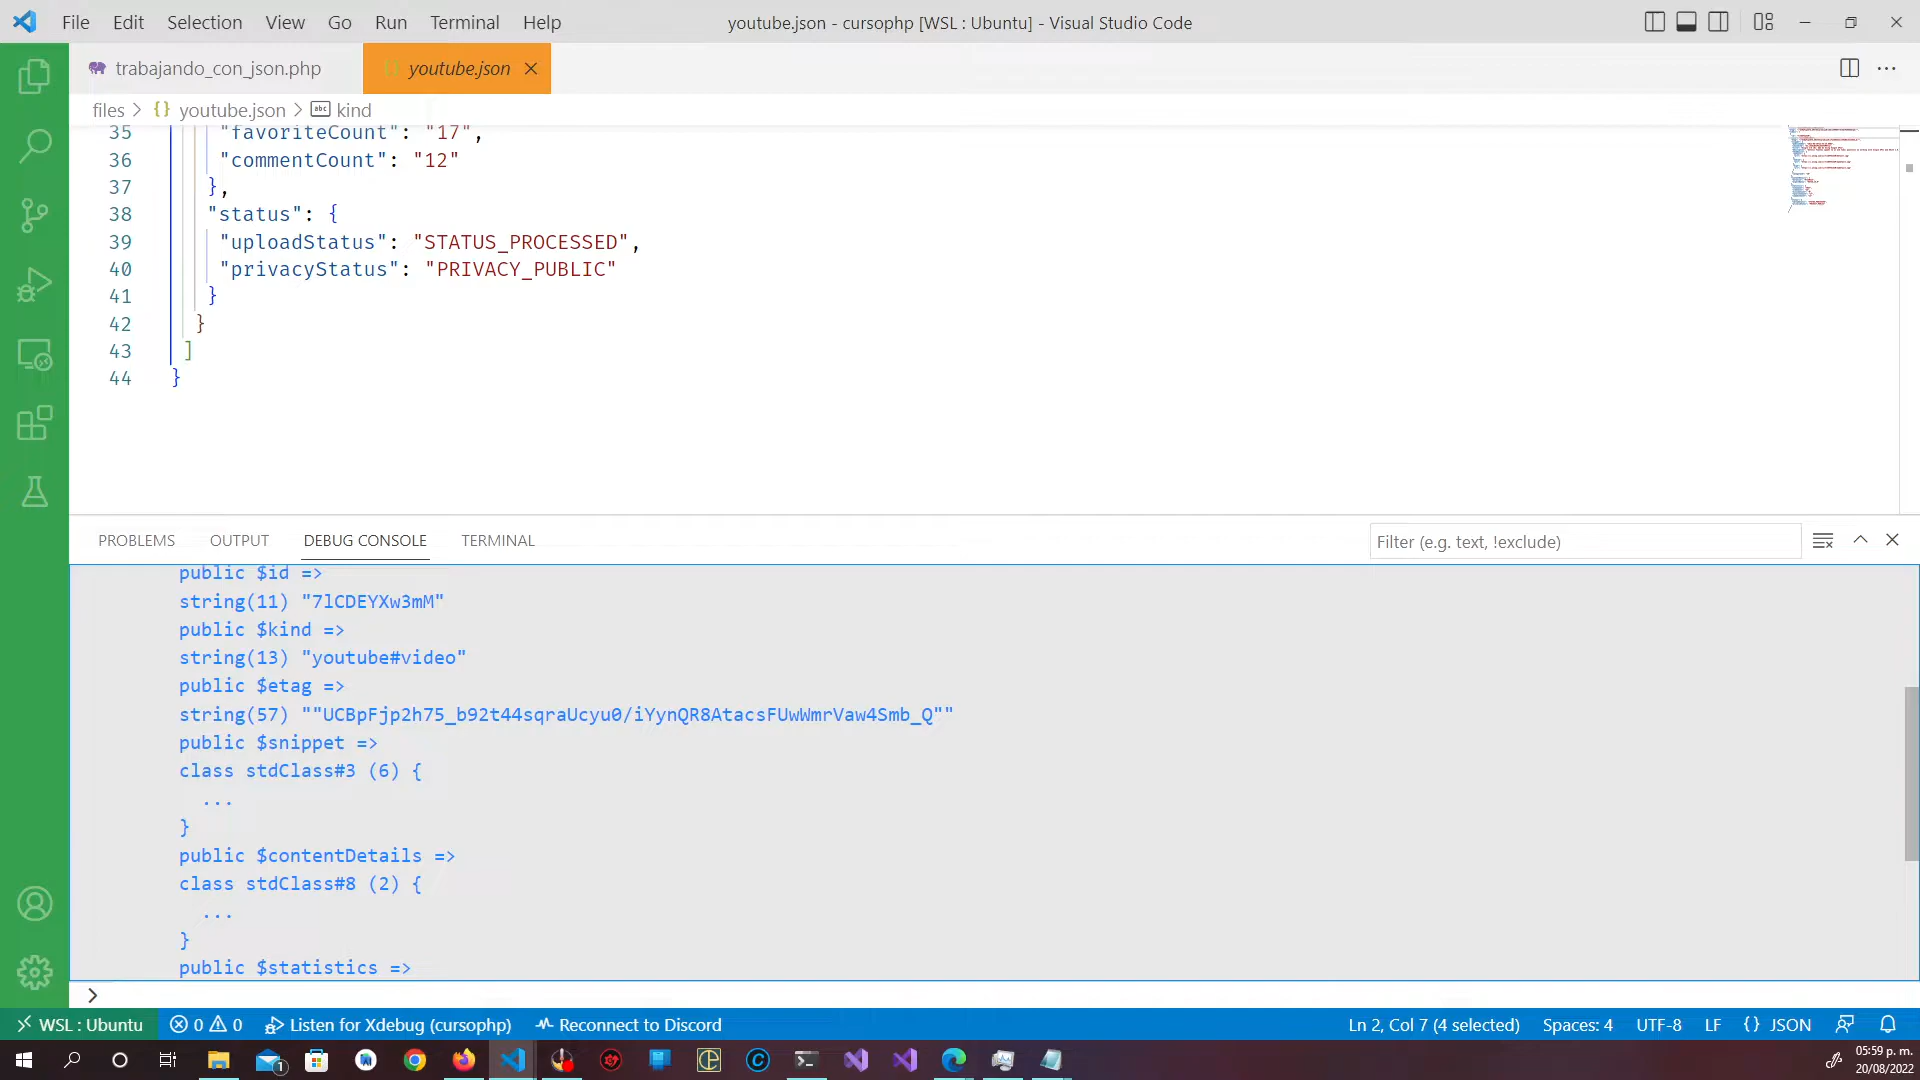 File Edit Selection View Go Run Terminal Help
youtube.json - cursophp [WSL : Ubuntu] - Visual Studio Code
trabajando_con_json.php
{} youtube.json
files > {} youtube.json > abc kind
35 "favoriteCount": "17",
36 "commentCount": "12"
37 },
38 "status": {
39 "uploadStatus": "STATUS_PROCESSED",
40 "privacyStatus": "PRIVACY_PUBLIC"
41 }
42 }
43 ]
44 }
PROBLEMS OUTPUT DEBUG CONSOLE TERMINAL
Filter (e.g. text, !exclude)
public $id =>
string(11) "7lCDEYXw3mM"
public $kind =>
string(13) "youtube#video"
public $etag =>
string(57) ""UCBpFjp2h75_b92t44sqraUcyu0/iYynQR8AtacsFUwWmrVaw4Smb_Q""
public $snippet =>
class stdClass#3 (6) {
...
}
public $contentDetails =>
class stdClass#8 (2) {
...
}
public $statistics =>
>
WSL : Ubuntu 0 0 Listen for Xdebug (cursophp) Reconnect to Discord
Ln 2, Col 7 (4 selected) Spaces: 4 UTF-8 LF {} JSON
1
05:59 p. m.
20/08/2022